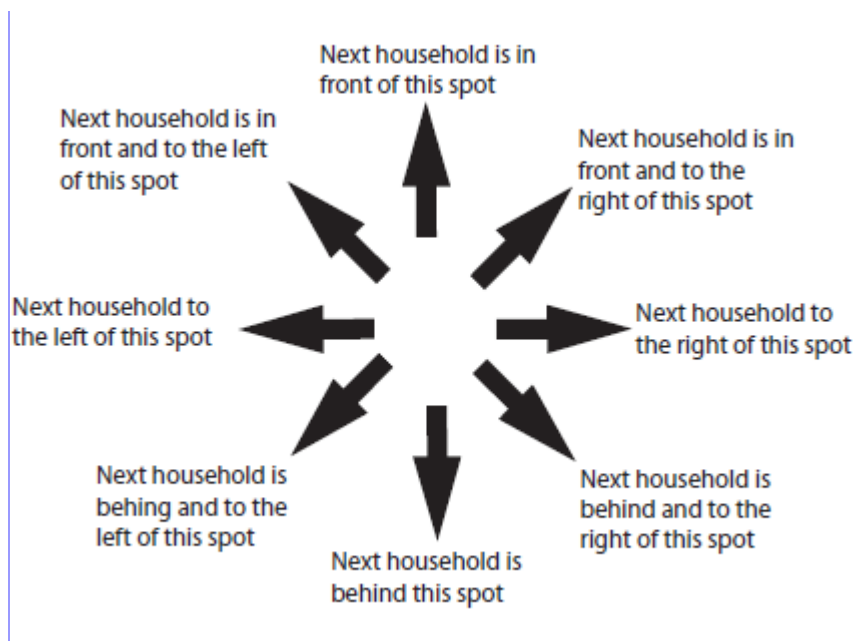 Next household is in
front of this spot
Next household is in
front and to the left
of this spot
Next household is in
front and to the
right of this spot
Next household to
the left of this spot
Next household to
the right of this spot
Next household is
behing and to the
left of this spot
Next household is
behind and to the
right of this spot
Next household is
behind this spot